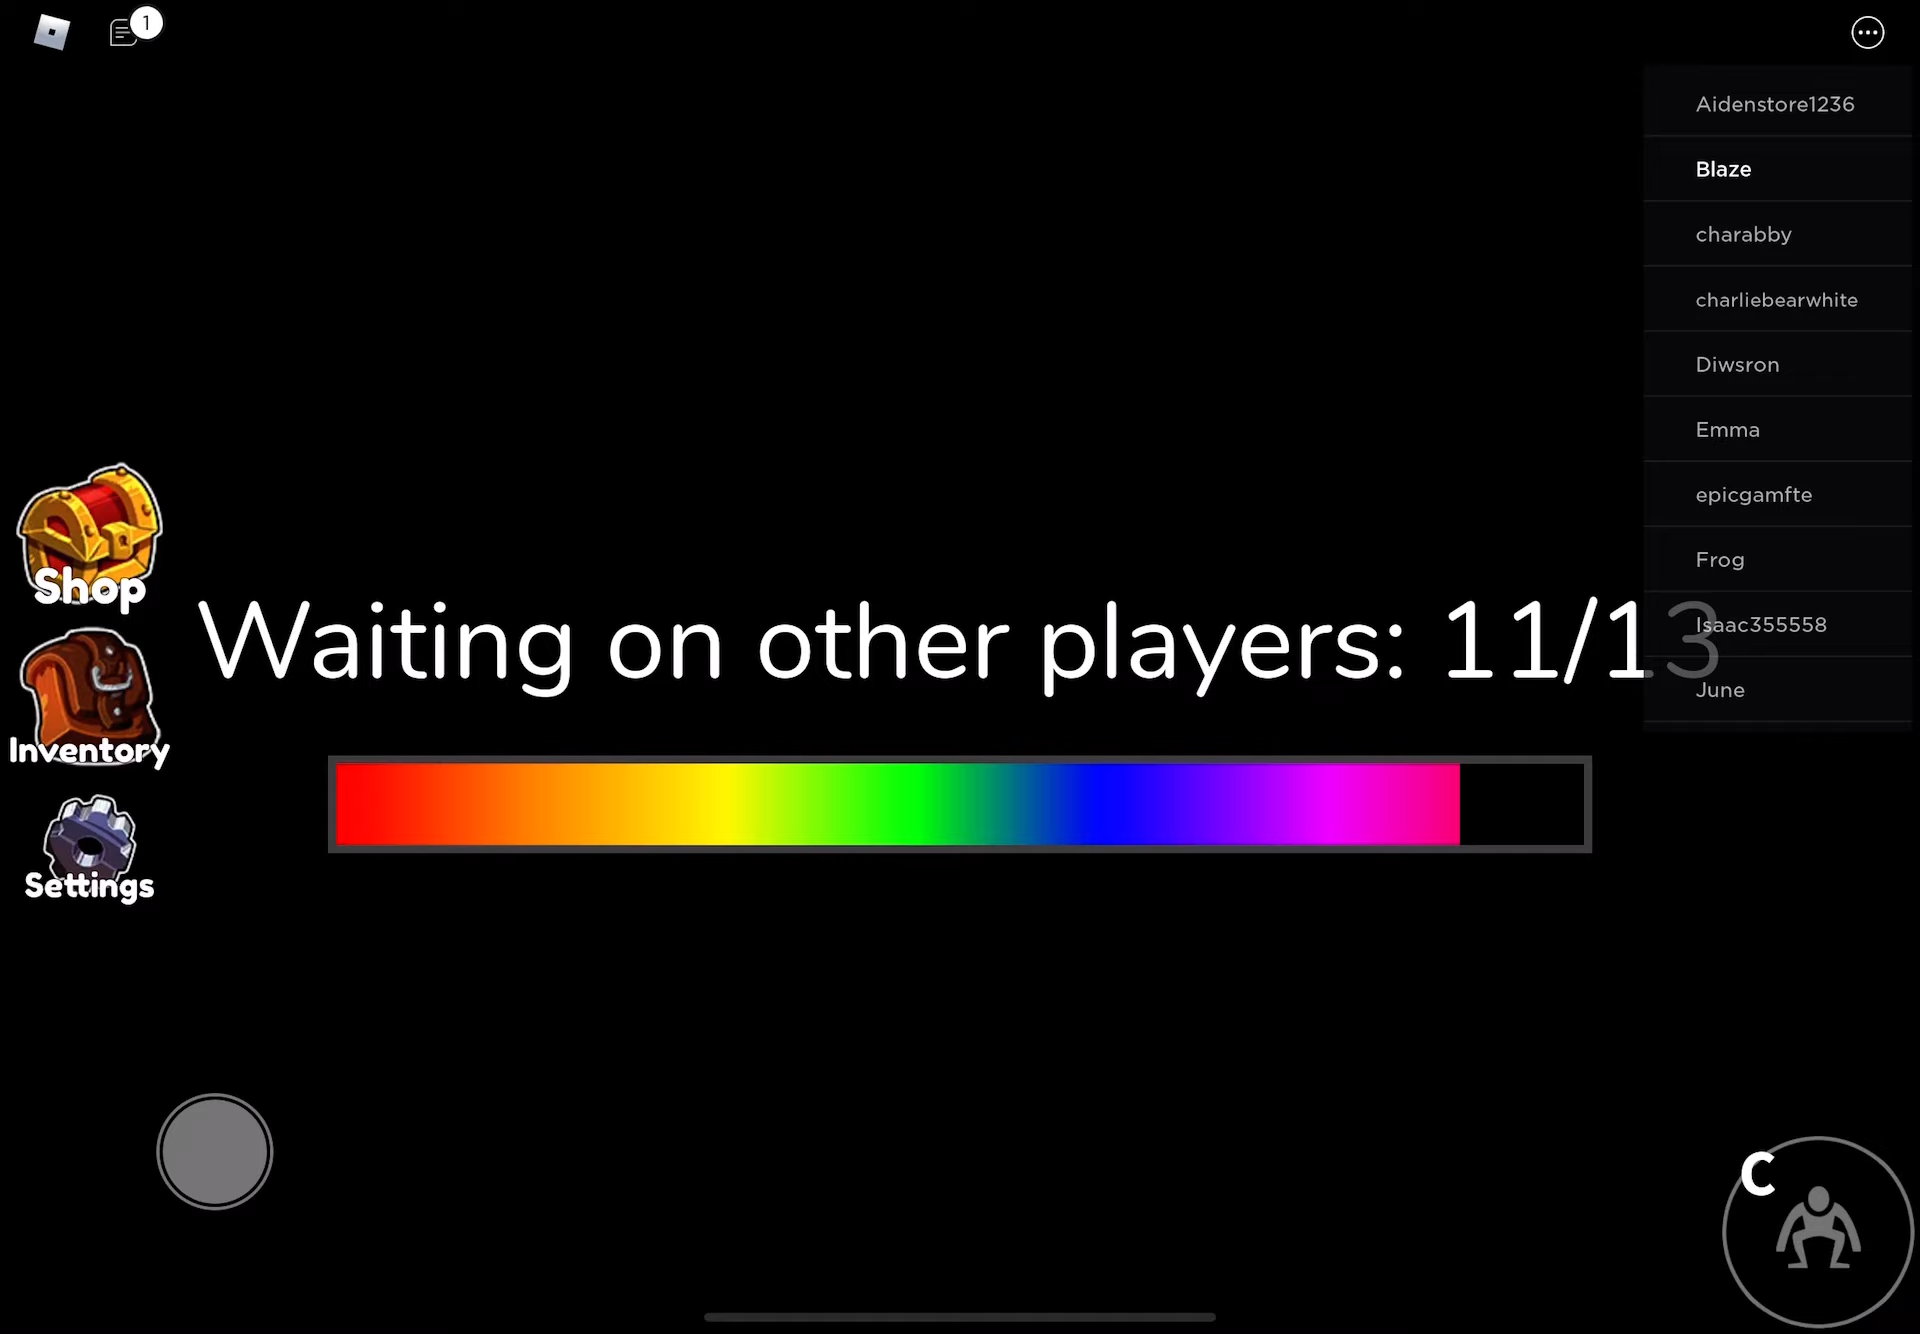 1
Aidenstore1236
Blaze
charabby
charliebearwhite
Diwsron
Emma
epicgamfte
Frog
Isaac355558
June
Shop
Inventory
Settings
Waiting on other players: 11/13
C